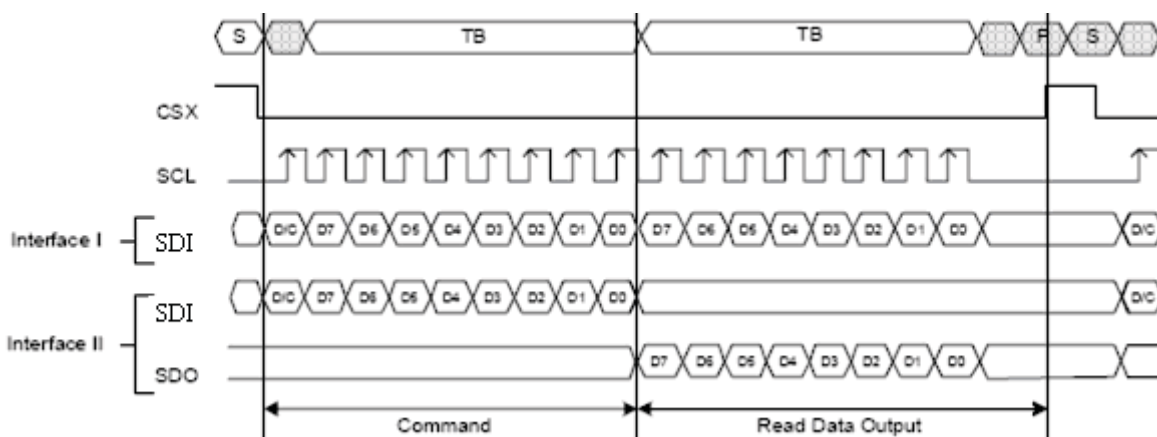 S TB TB P S
CSX
SCL
Interface I SDI D/C D7 D6 D5 D4 D3 D2 D1 D0 D7 D6 D5 D4 D3 D2 D1 D0 D/C
SDI D/C D7 D6 D5 D4 D3 D2 D1 D0 D/C
Interface II
SDO D7 D6 D5 D4 D3 D2 D1 D0
Command Read Data Output